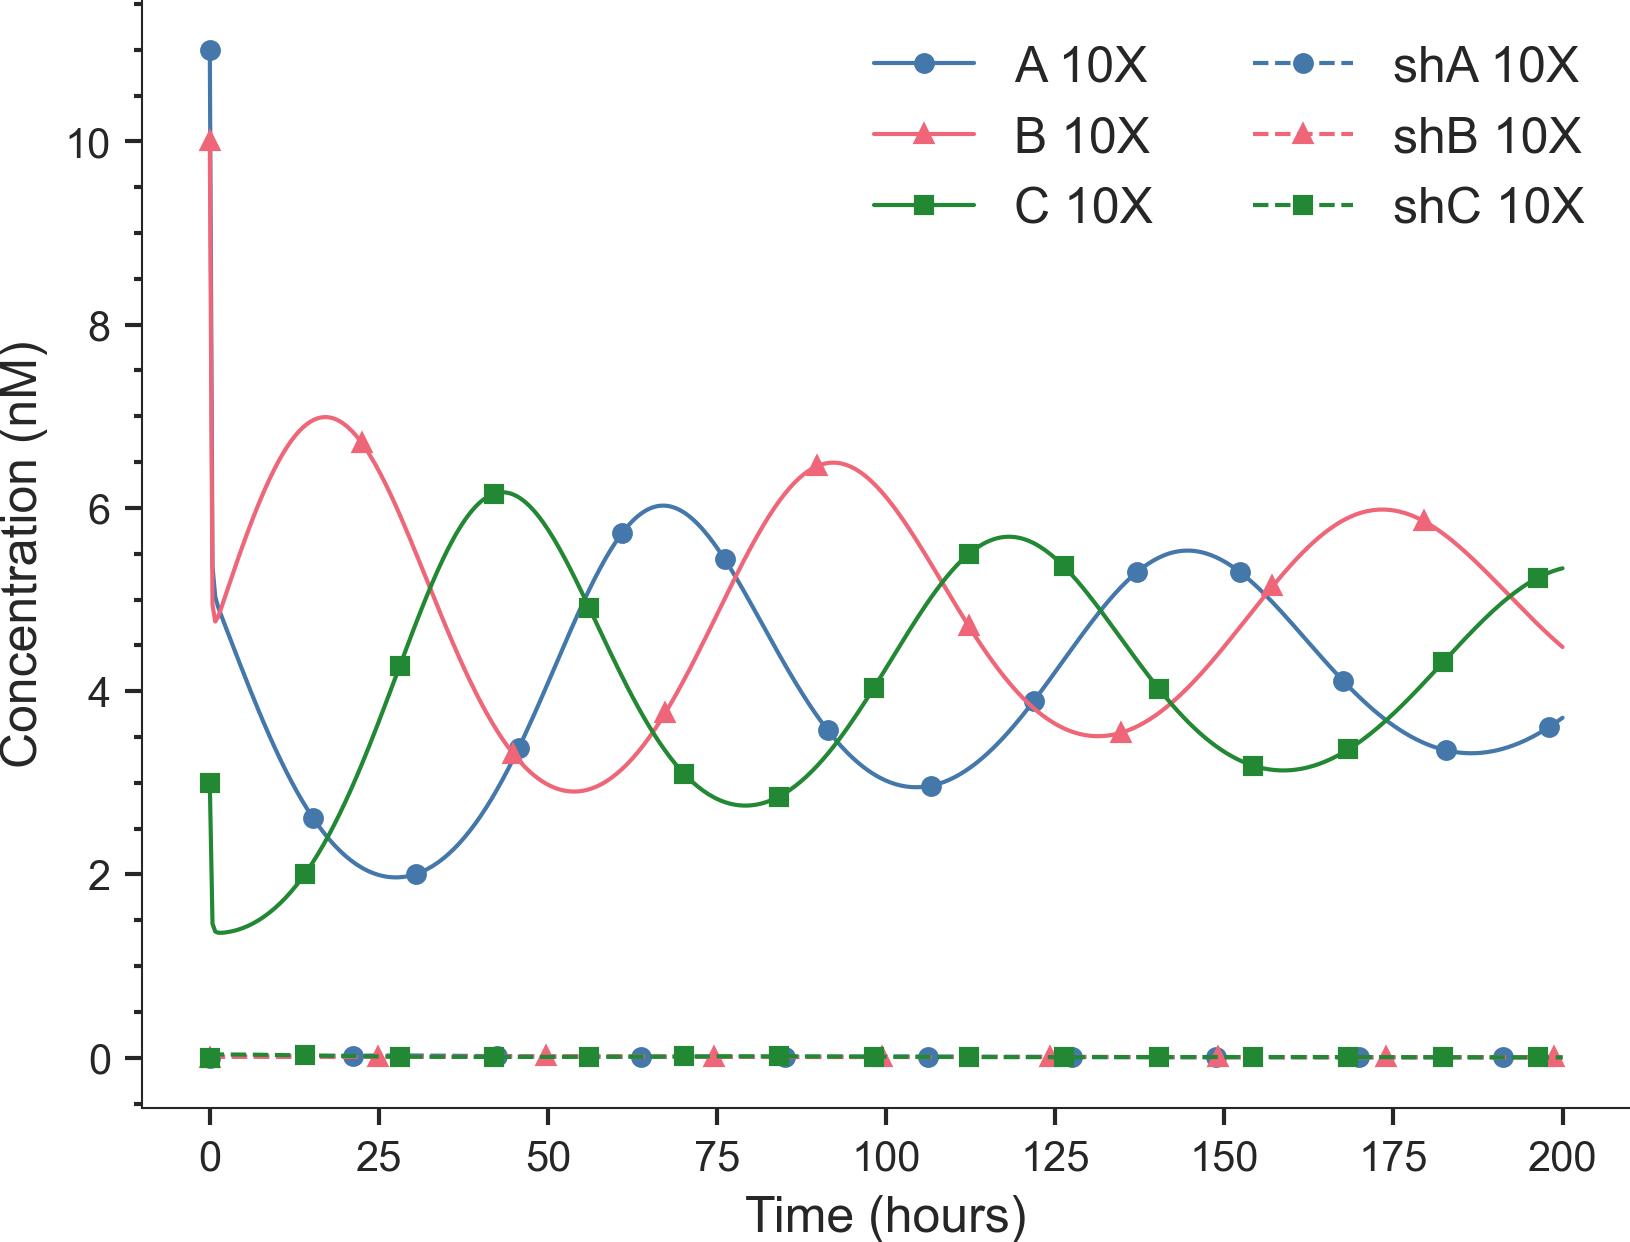 A 10X
shA 10X
B 10X
shB 10X
C 10X
shC 10X
Concentration (nM)
10
8
6
4
2
0
0 25 50 75 100 125 150 175 200
Time (hours)